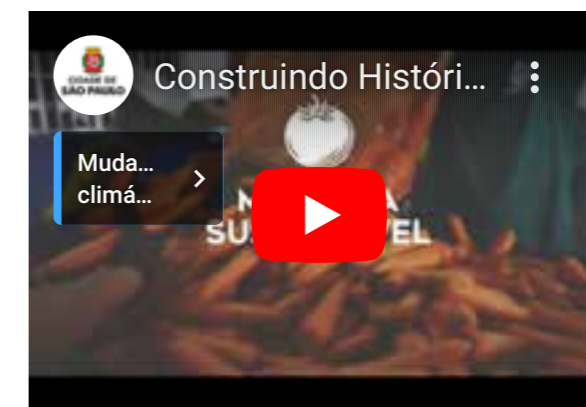 CIDADE DE
SÃO PAULO
Construindo Históri...
Muda...
climá...